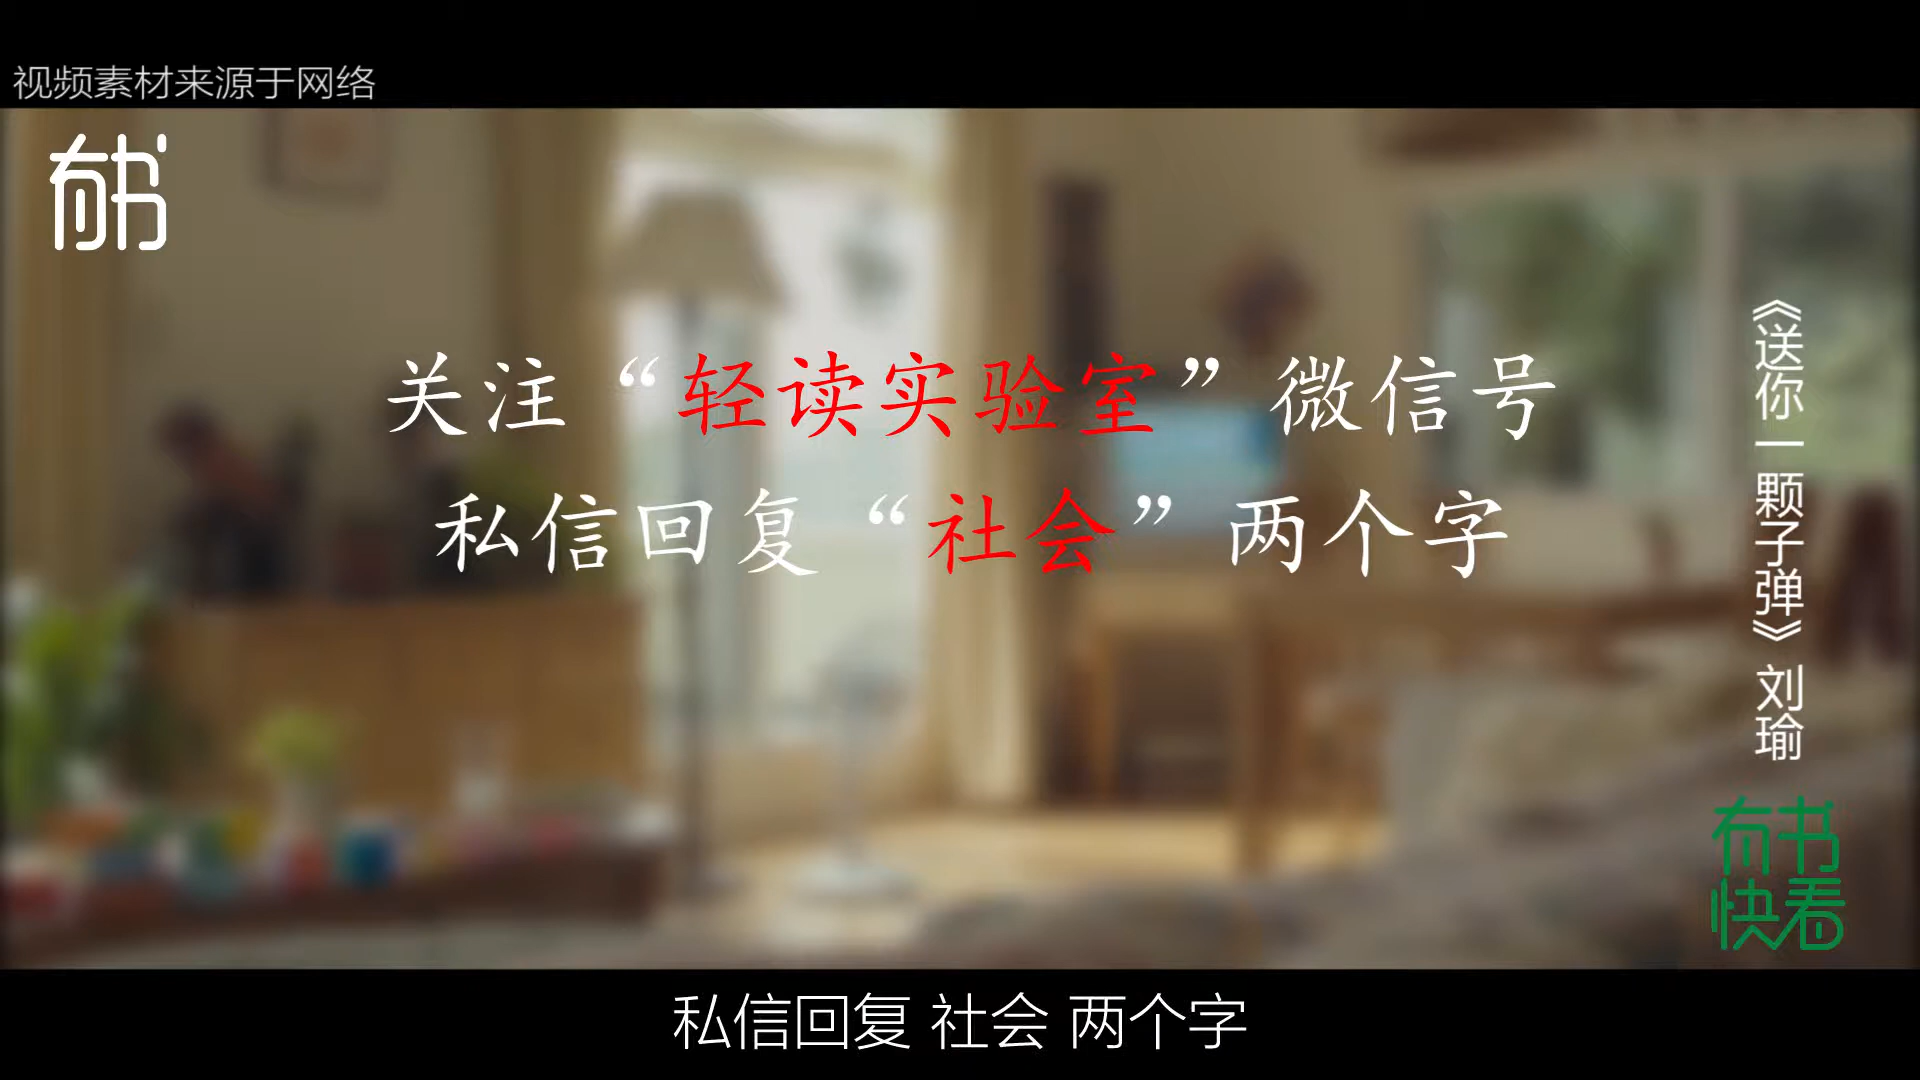 视频素材来源于网络
有书
关注“轻读实验室”微信号
私信回复“社会”两个字
《送你一颗子弹》刘瑜
有书
快看
私信回复 社会 两个字